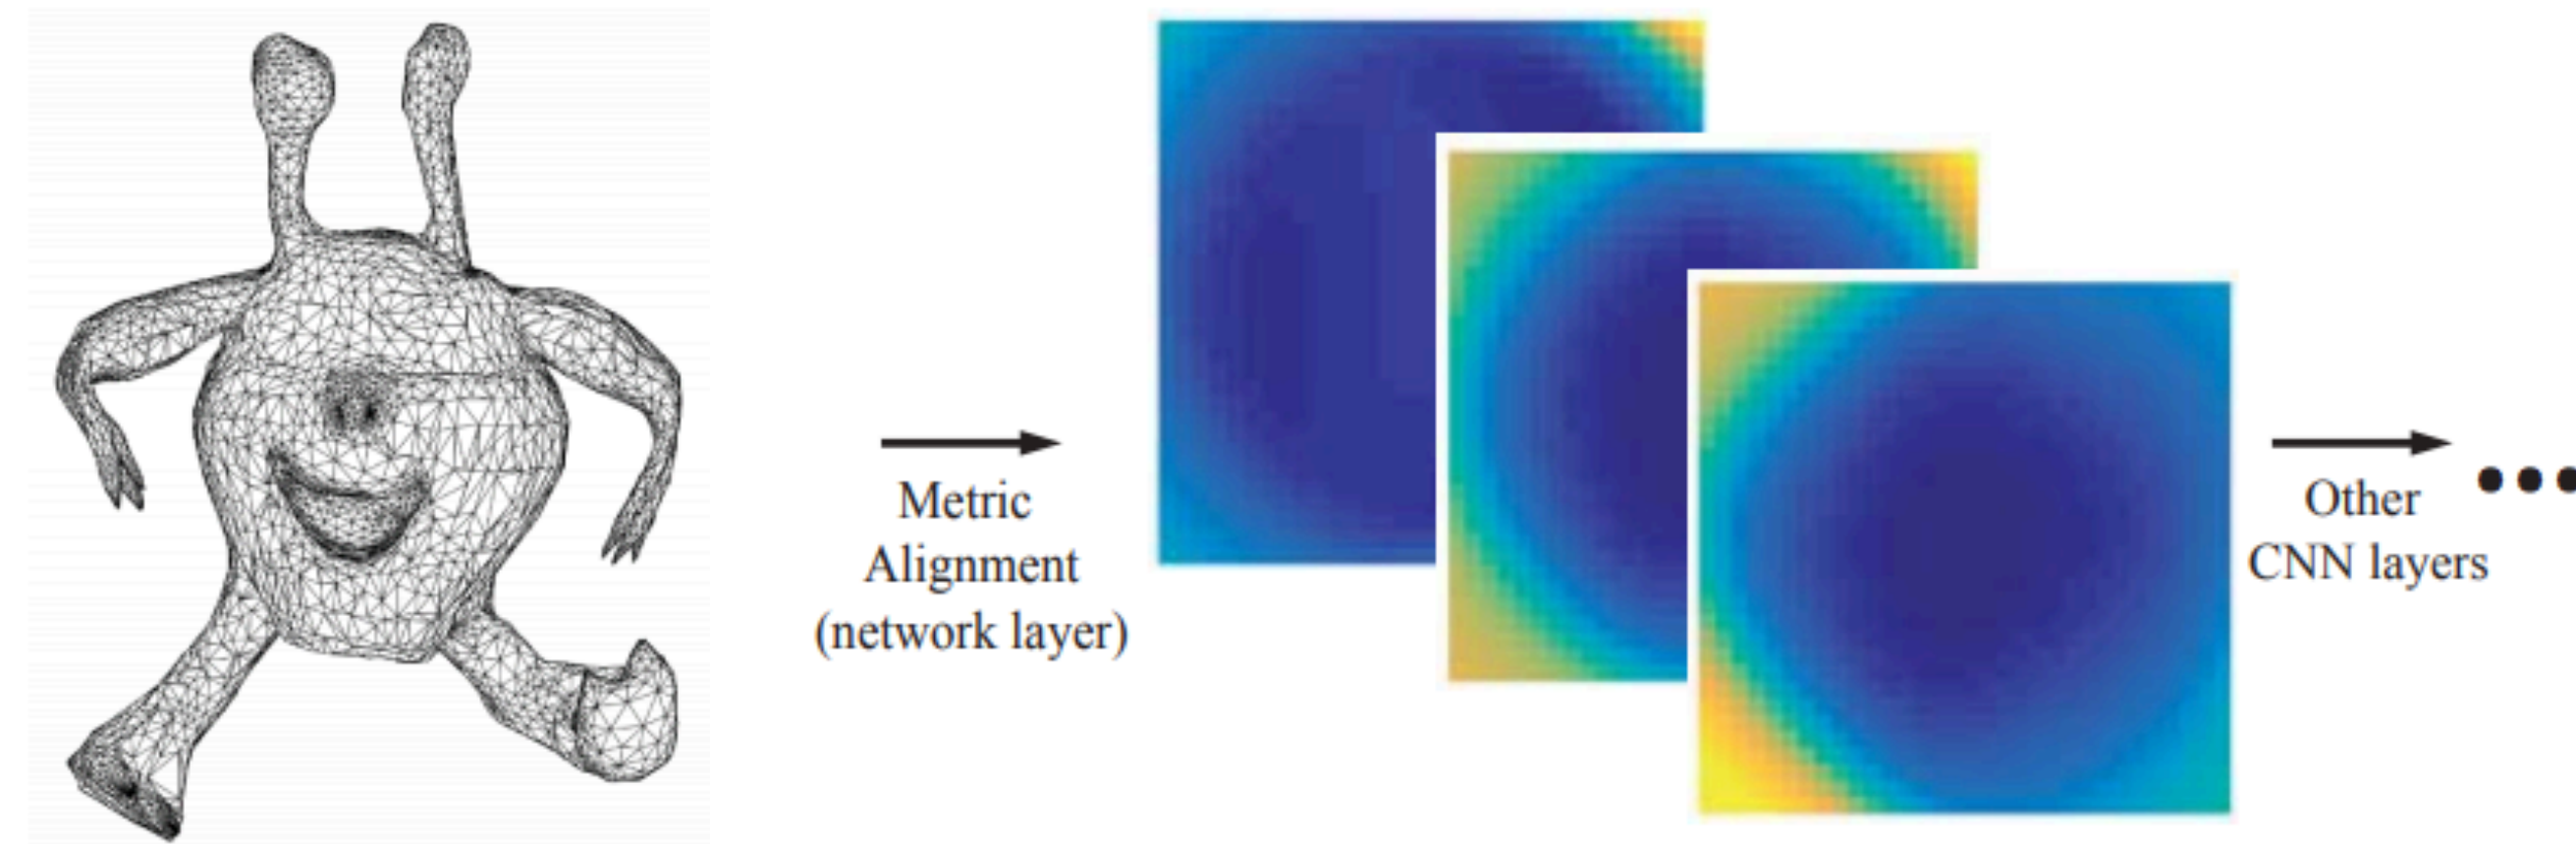 Metric
Alignment
(network layer)
Other
CNN layers